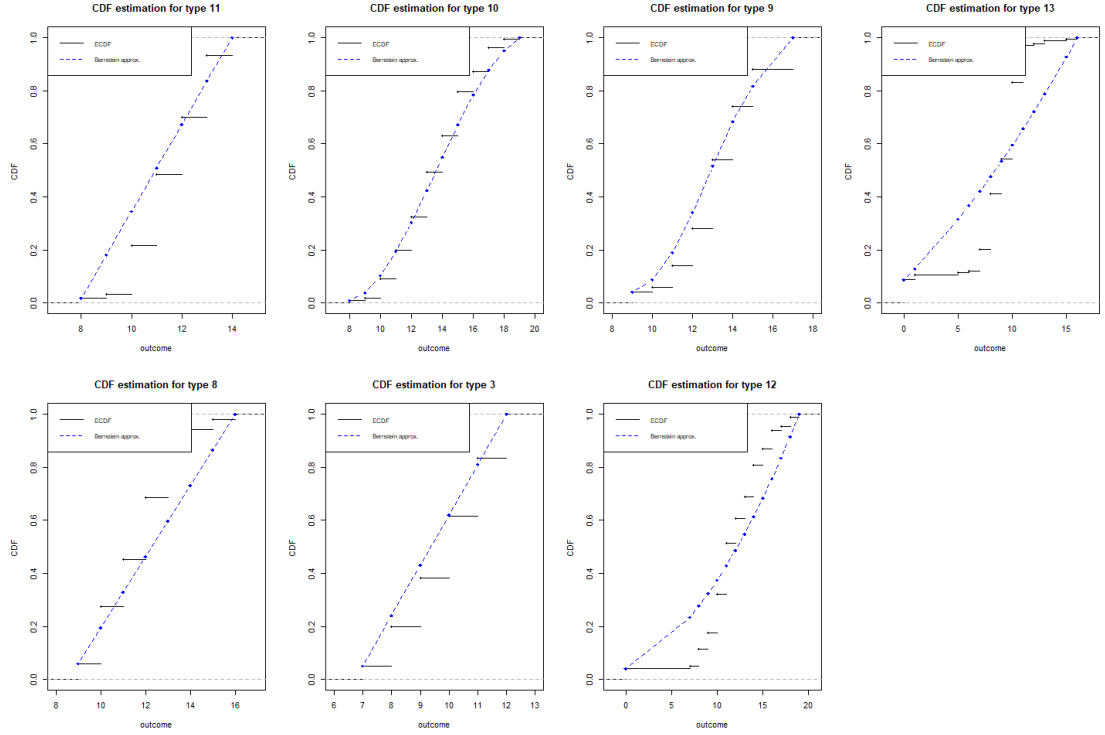 CDF estimation for type 11
CDF estimation for type 10
CDF estimation for type 9
CDF estimation for type 13
ECDF
Bernstein approx.
ECDF
Bernstein approx.
ECDF
Bernstein approx.
ECDF
Bernstein approx.
CDF
0.0 0.2 0.4 0.6 0.8 1.0
8 10 12 14
outcome
CDF
0.0 0.2 0.4 0.6 0.8 1.0
8 10 12 14 16 18 20
outcome
CDF
0.0 0.2 0.4 0.6 0.8 1.0
8 10 12 14 16 18
outcome
CDF
0.0 0.2 0.4 0.6 0.8 1.0
0 5 10 15
outcome
CDF estimation for type 8
CDF estimation for type 3
CDF estimation for type 12
ECDF
Bernstein approx.
ECDF
Bernstein approx.
ECDF
Bernstein approx.
CDF
0.0 0.2 0.4 0.6 0.8 1.0
8 10 12 14 16
outcome
CDF
0.0 0.2 0.4 0.6 0.8 1.0
6 7 8 9 10 11 12 13
outcome
CDF
0.0 0.2 0.4 0.6 0.8 1.0
0 5 10 15 20
outcome